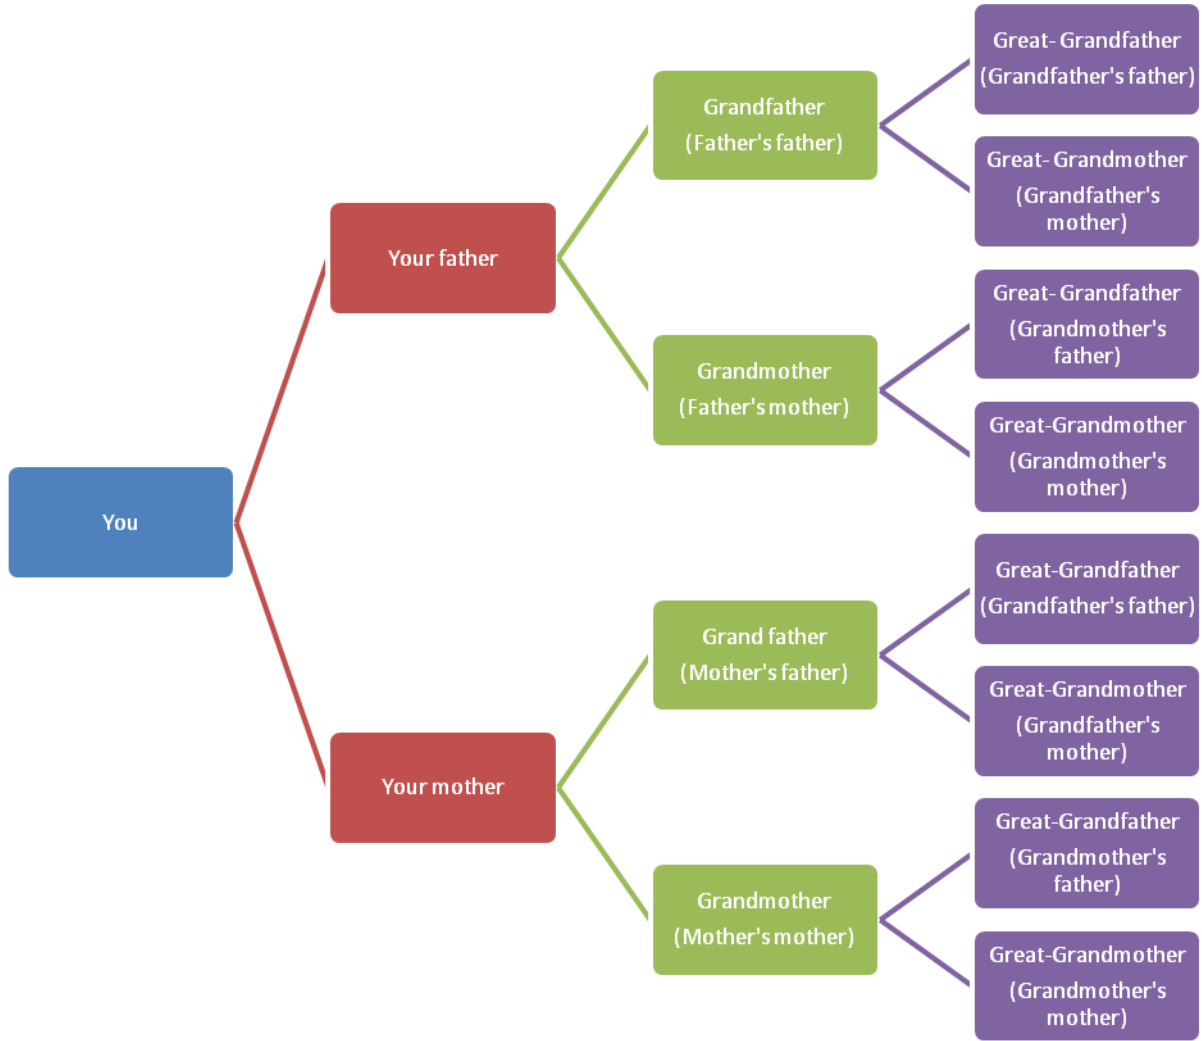 Great- Grandfather
(Grandfather's father)
Grandfather
(Father's father)
Great- Grandmother
(Grandfather's
mother)
Your father
Great- Grandfather
(Grandmother's
father)
Grandmother
(Father's mother)
Great-Grandmother
(Grandmother's
mother)
You
Great-Grandfather
(Grandfather's father)
Grand father
(Mother's father)
Great-Grandmother
(Grandfather's
mother)
Your mother
Great-Grandfather
(Grandmother's
father)
Grandmother
(Mother's mother)
Great-Grandmother
(Grandmother's
mother)